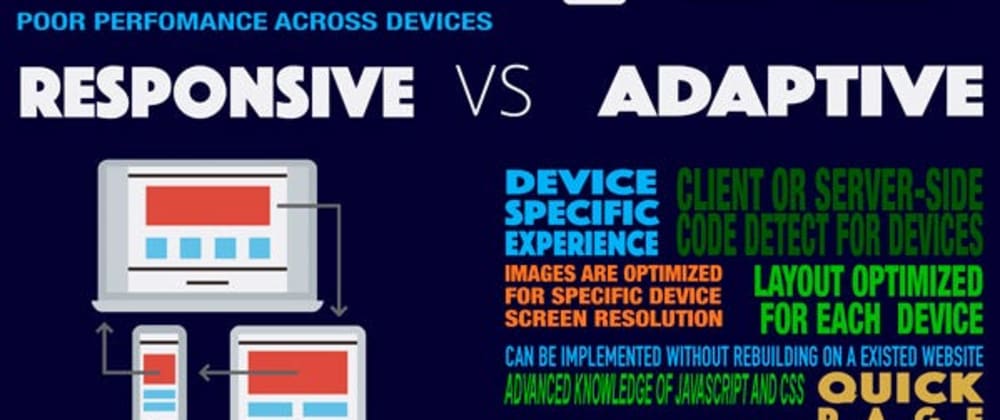 POOR PERFOMANCE ACROSS DEVICES
RESPONSIVE VS ADAPTIVE
DEVICE
SPECIFIC
EXPERIENCE
CLIENT OR SERVER-SIDE
CODE DETECT FOR DEVICES
IMAGES ARE OPTIMIZED
FOR SPECIFIC DEVICE
SCREEN RESOLUTION
LAYOUT OPTIMIZED
FOR EACH DEVICE
CAN BE IMPLEMENTED WITHOUT REBUILDING ON A EXISTED WEBSITE
ADVANCED KNOWLEDGE OF JAVASCRIPT AND CSS
QUICK